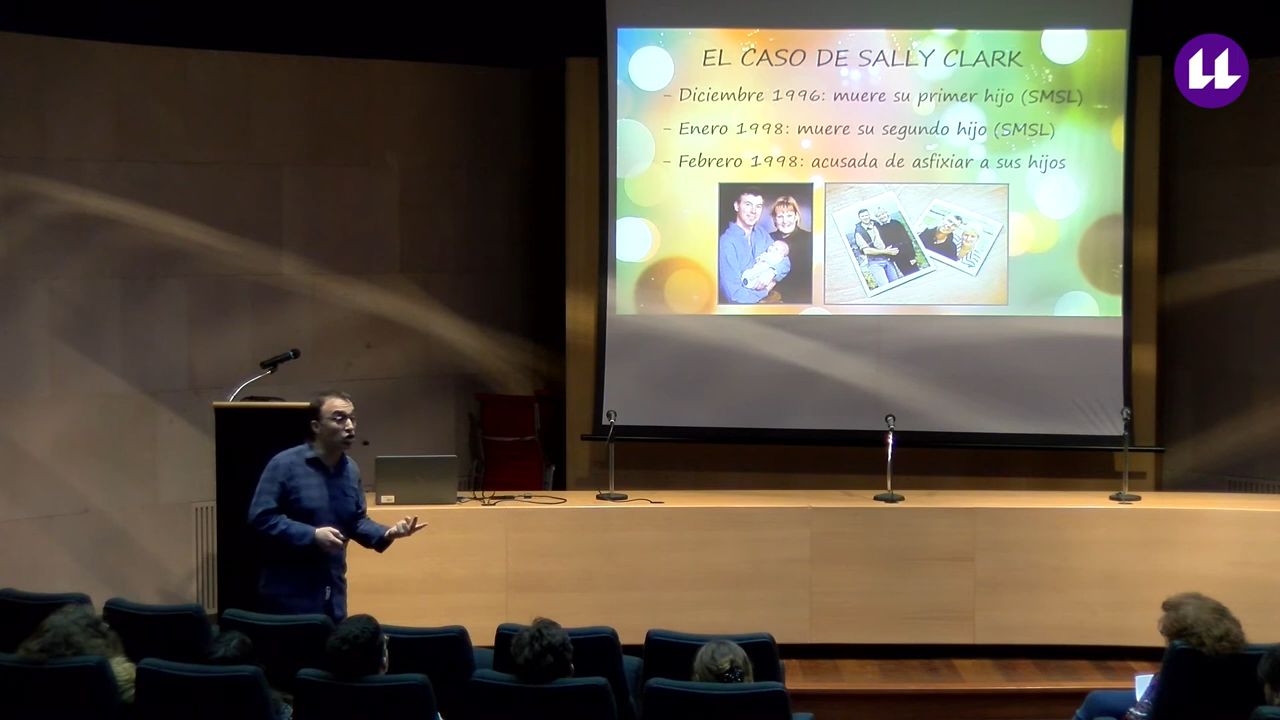 EL CASO DE SALLY CLARK
- Diciembre 1996: muere su primer hijo (SMSL)
- Enero 1998: muere su segundo hijo (SMSL)
- Febrero 1998: acusada de asfixiar a sus hijos